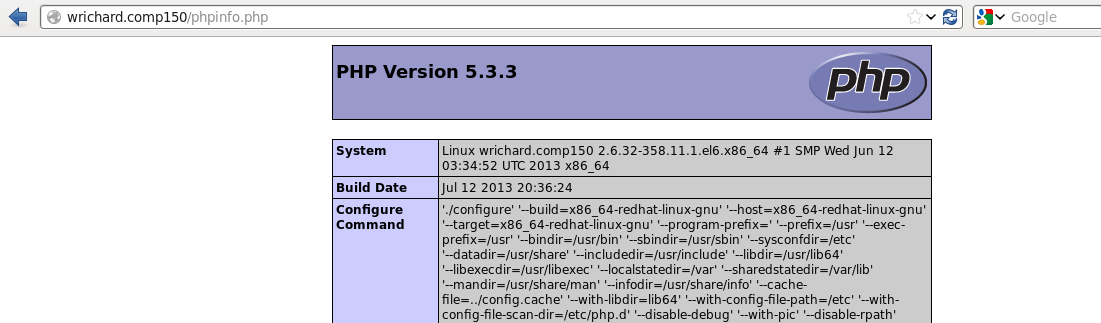 wrichard.comp150/phpinfo.php
Google
PHP Version 5.3.3
php
System
Linux wrichard.comp150 2.6.32-358.11.1.el6.x86_64 #1 SMP Wed Jun 12
03:34:52 UTC 2013 x86_64
Build Date
Jul 12 2013 20:36:24
Configure
Command
'./configure' '--build=x86_64-redhat-linux-gnu' '--host=x86_64-redhat-linux-gnu'
'--target=x86_64-redhat-linux-gnu' '--program-prefix=' '--prefix=/usr' '--exec-
prefix=/usr' '--bindir=/usr/bin' '--sbindir=/usr/sbin' '--sysconfdir=/etc'
'--datadir=/usr/share' '--includedir=/usr/include' '--libdir=/usr/lib64'
'--libexecdir=/usr/libexec' '--localstatedir=/var' '--sharedstatedir=/var/lib'
'--mandir=/usr/share/man' '--infodir=/usr/share/info' '--cache-
file=../config.cache' '--with-libdir=lib64' '--with-config-file-path=/etc' '--with-
config-file-scan-dir=/etc/php.d' '--disable-debug' '--with-pic' '--disable-rpath'